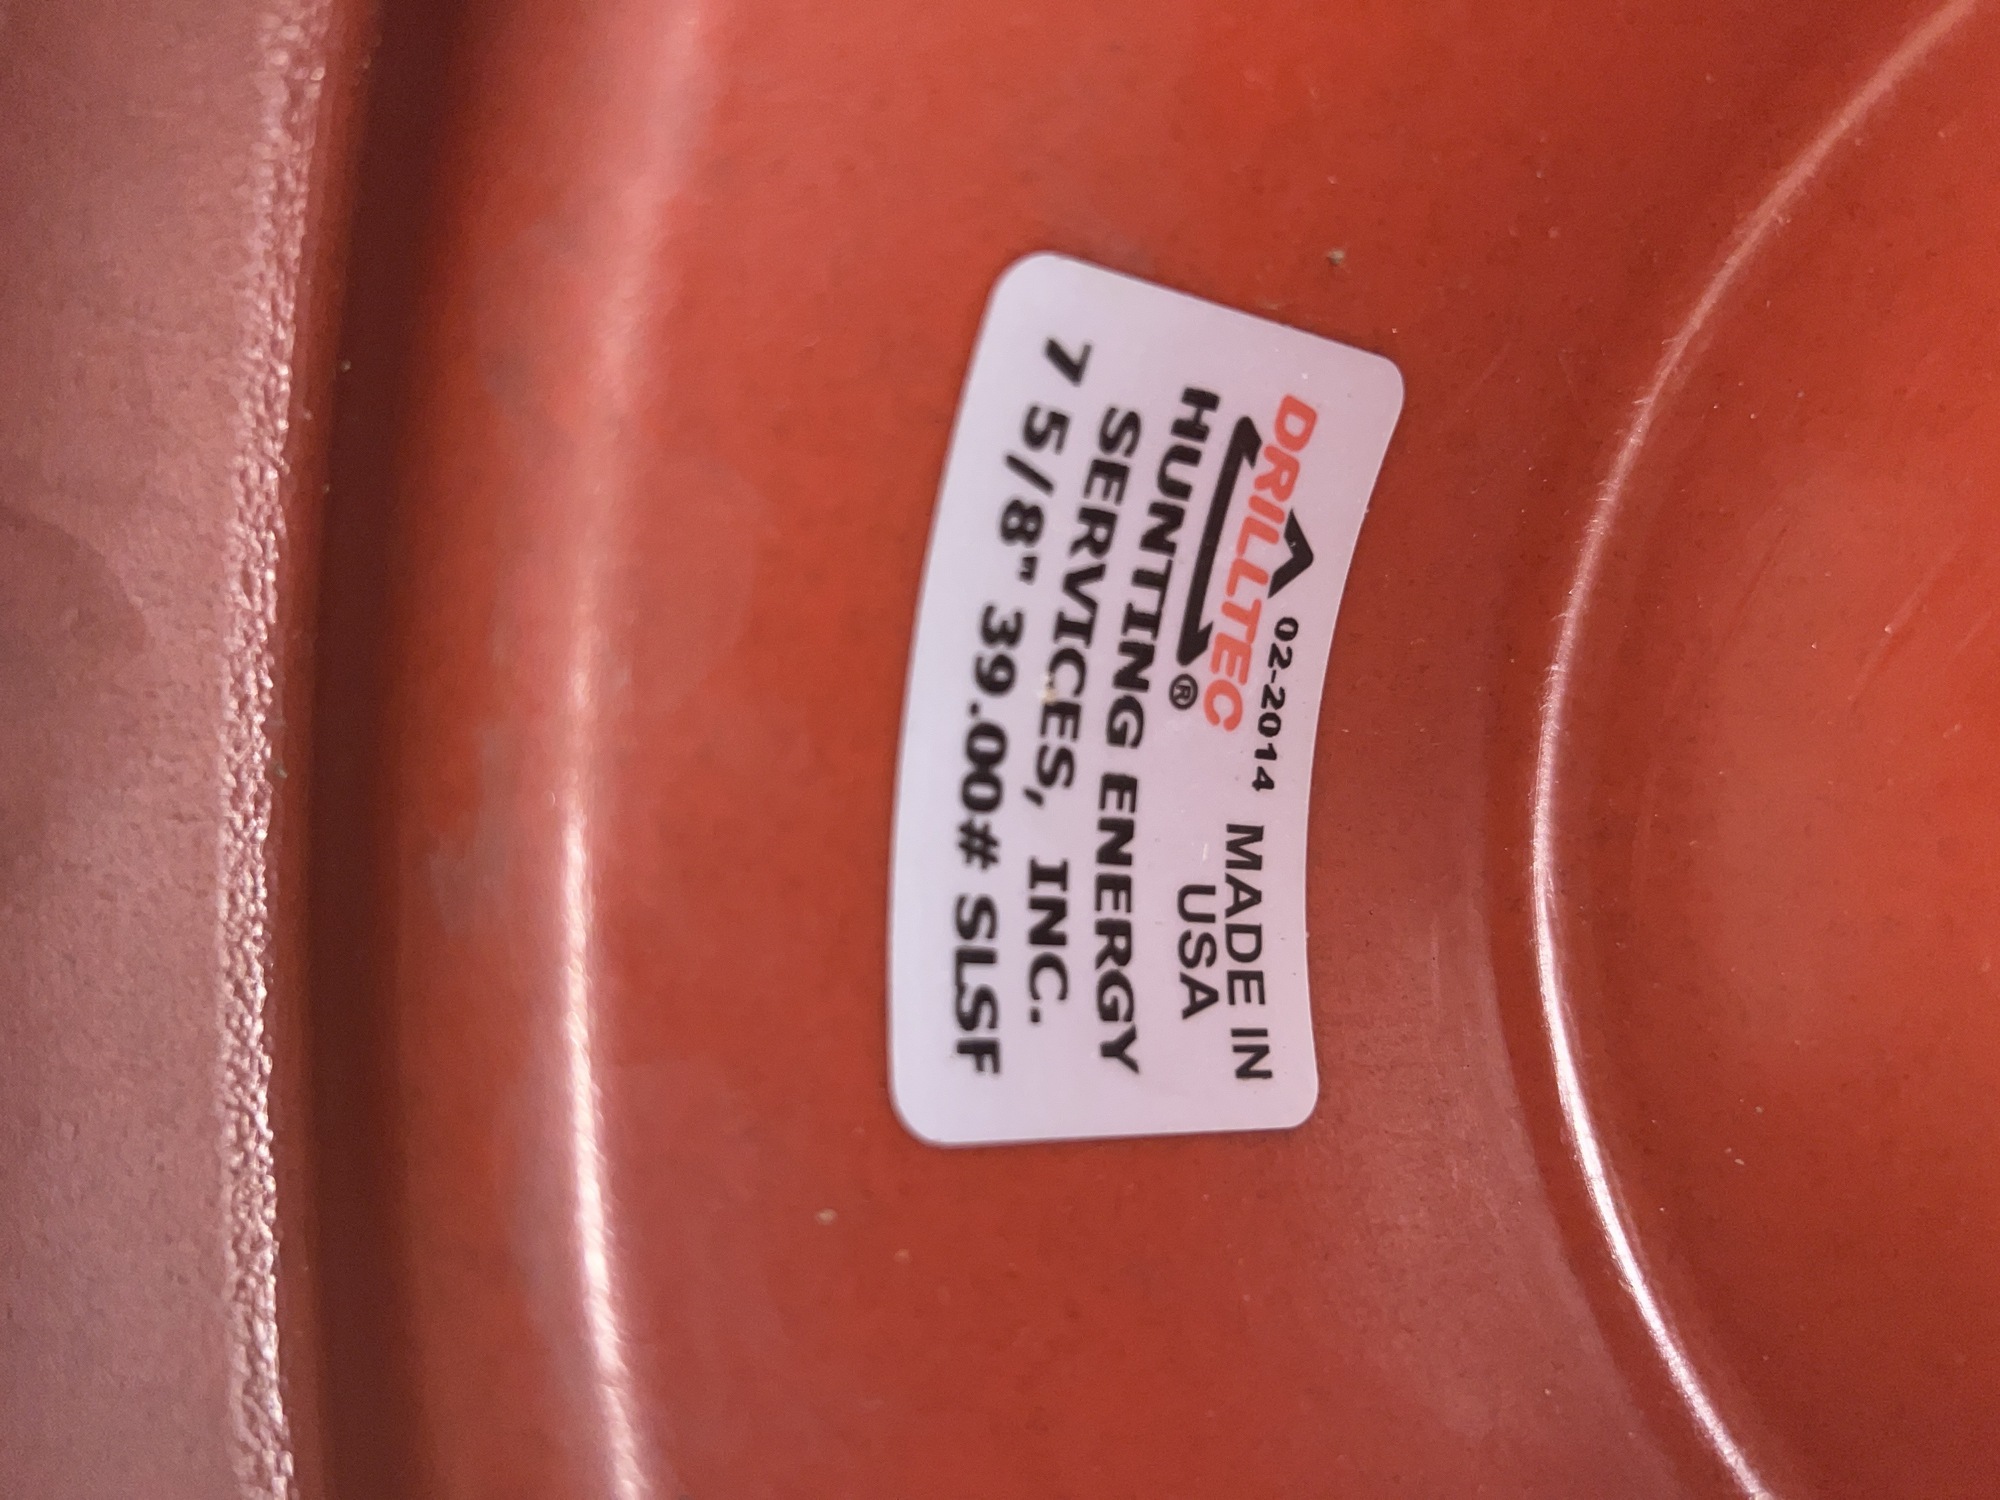 DRILLTEC® 02-2014 MADE IN
USA
HUNTING ENERGY
SERVICES, INC.
7 5/8" 39.00# SLSF